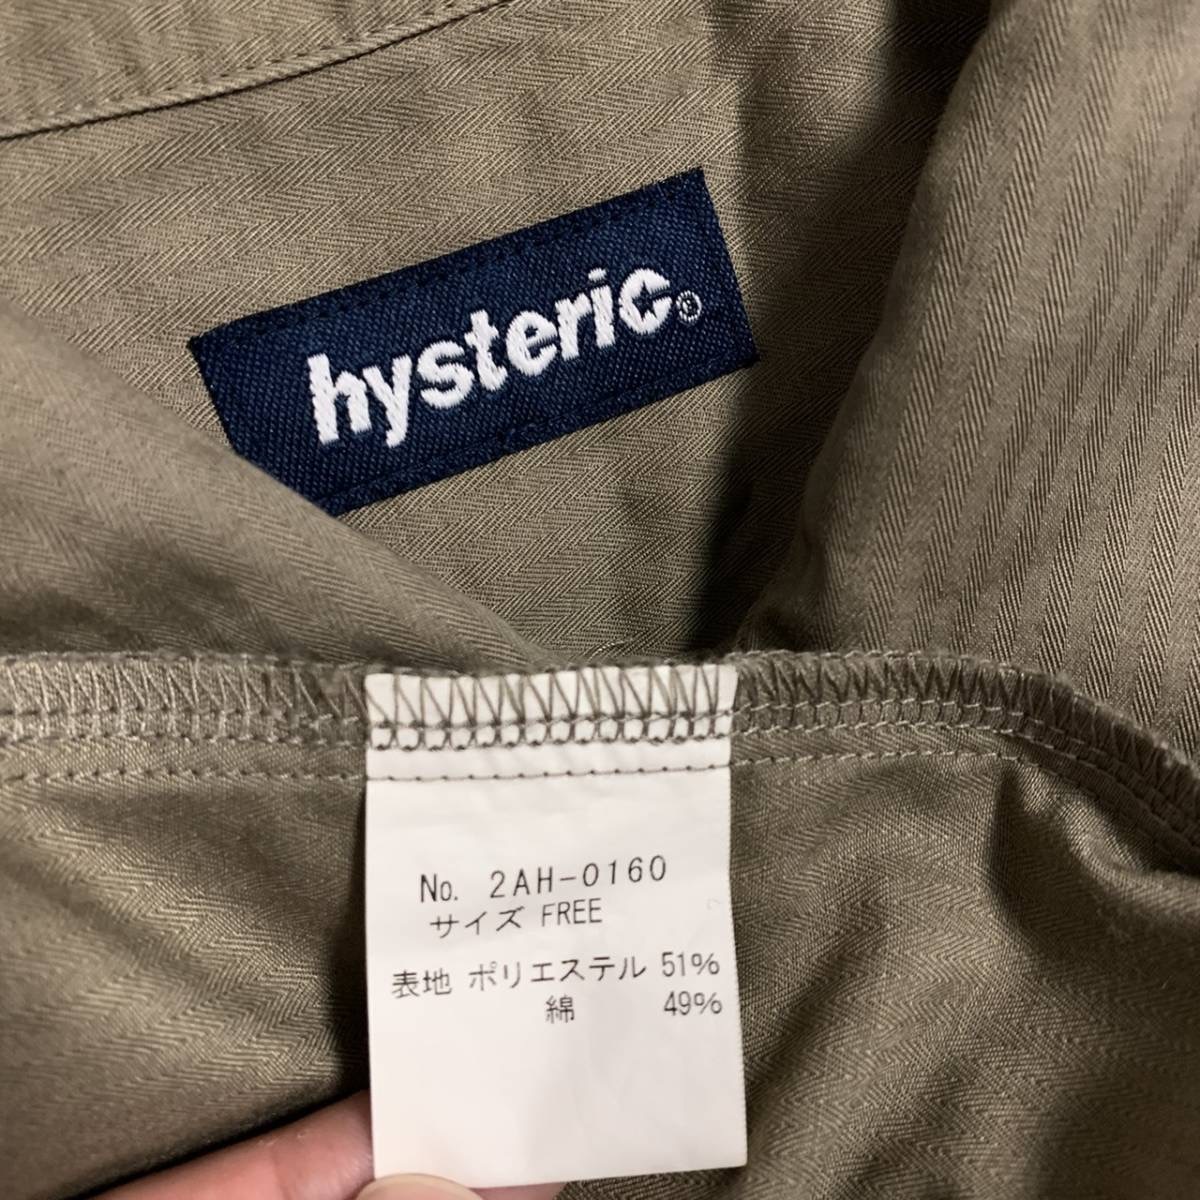 hysteric®
No. 2AH-0160
サイズ FREE
表地 ポリエステル 51%
綿 49%